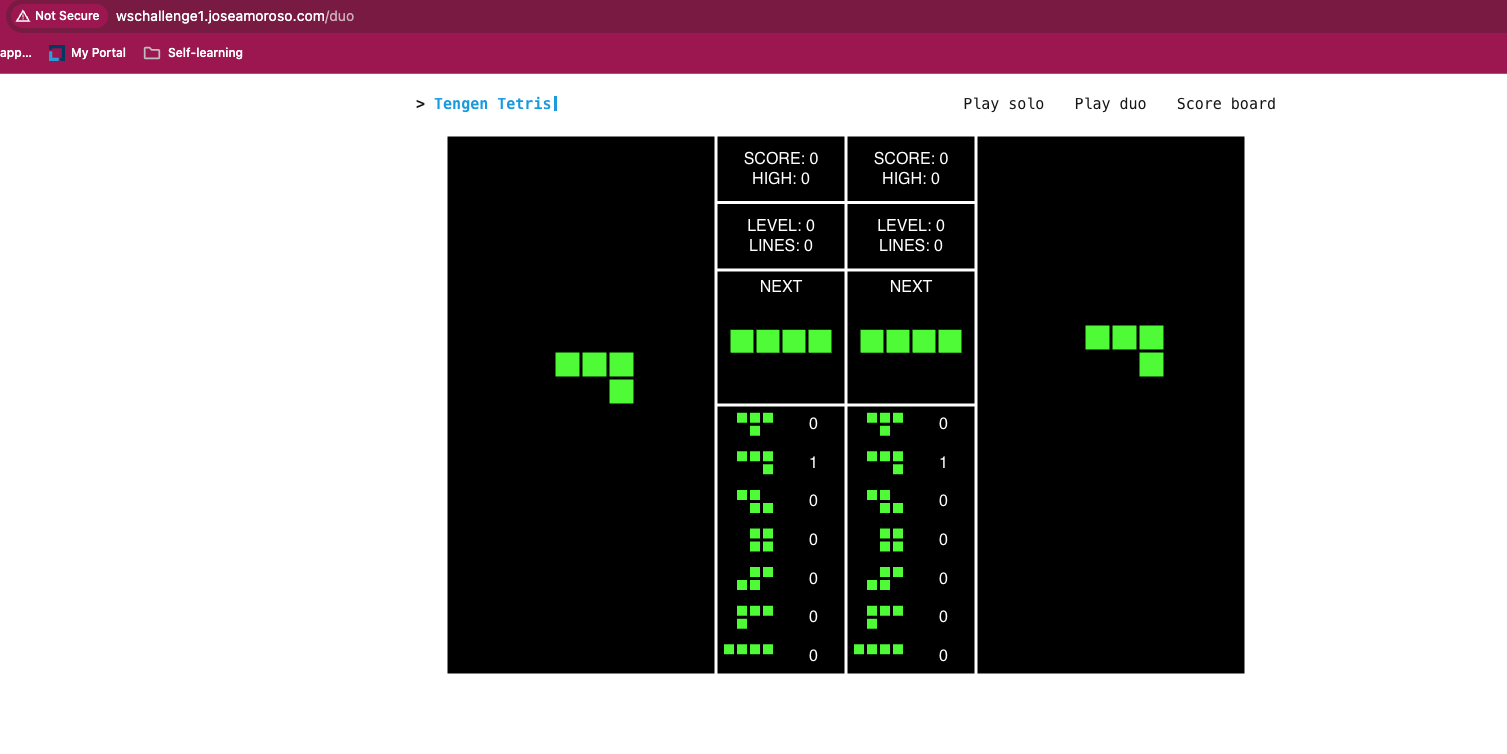 Not Secure wschallenge1.joseamoroso.com/duo
app... My Portal Self-learning
> Tengen Tetris Play solo Play duo Score board
SCORE: 0
HIGH: 0
LEVEL: 0
LINES: 0
NEXT
0
1
0
0
0
0
0
SCORE: 0
HIGH: 0
LEVEL: 0
LINES: 0
NEXT
0
1
0
0
0
0
0